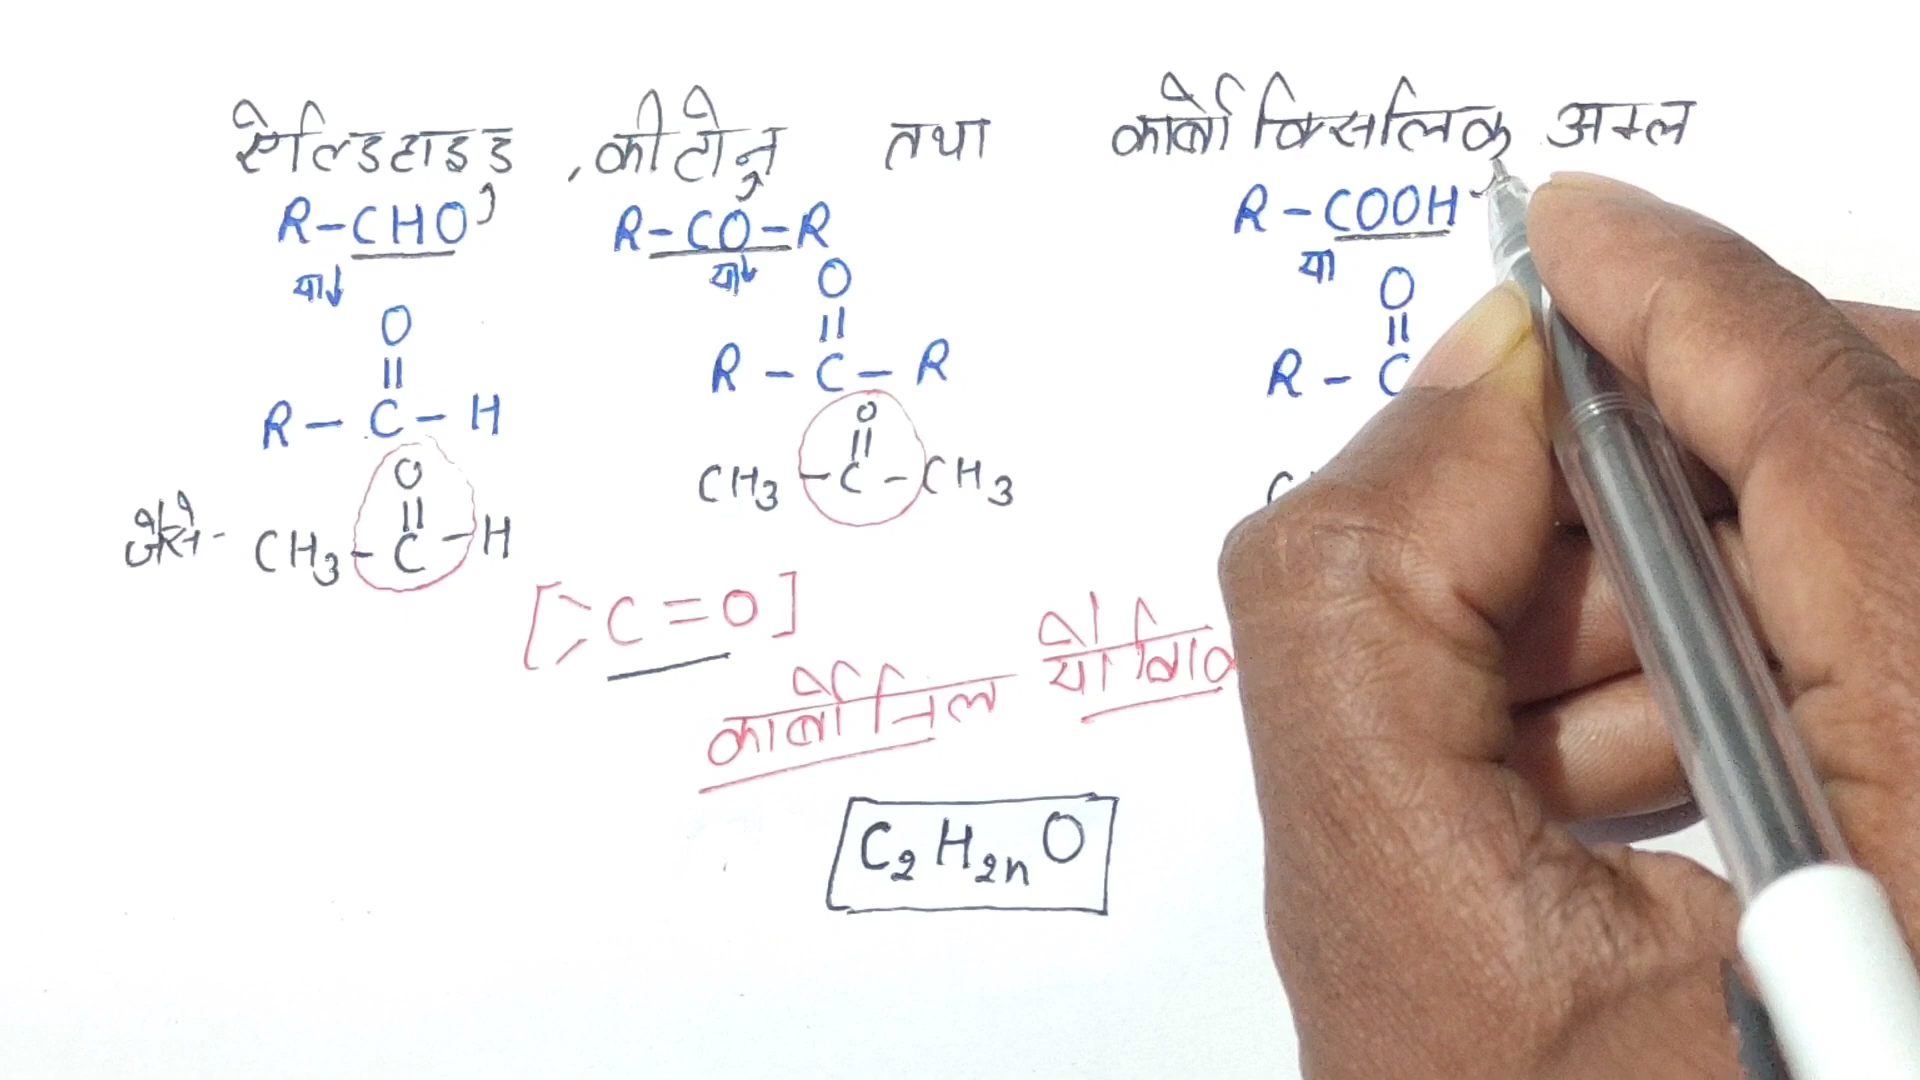 ऐल्डिहाइड, कीटोन तथा कार्बोक्सिलिक अम्ल
R-CHO R-CO-R R-COOH
या या या
O O O
|| || ||
R-C-H R-C-R R-C
O O
|| ||
जैसे- CH3-C-H CH3-C-CH3 C
[>C=O]
कार्बोनिल यौगिक
C2H2nO